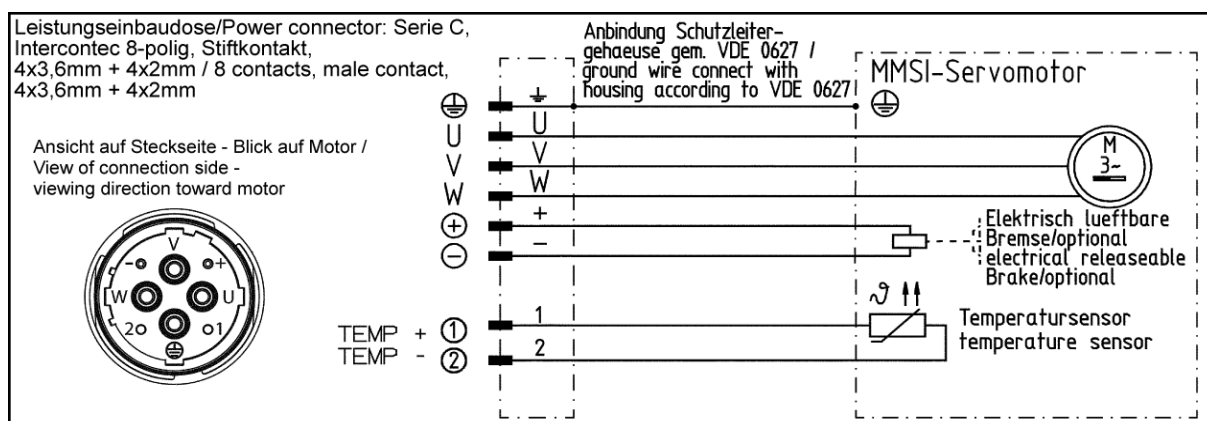 Leistungseinbaudose/Power connector: Serie C,
Intercontec 8-polig, Stiftkontakt,
4x3,6mm + 4x2mm / 8 contacts, male contact,
4x3,6mm + 4x2mm
Ansicht auf Steckseite - Blick auf Motor /
View of connection side -
viewing direction toward motor
V
- +
W U
2 1
Anbindung Schutzleiter-
gehaeuse gem. VDE 0627 /
ground wire connect with
housing according to VDE 0627
MMSI-Servomotor
U U
V V
W W
+ +
- -
TEMP + 1 1
TEMP - 2 2
M
3~
Elektrisch lueftbare
Bremse/optional
electrical releaseable
Brake/optional
ϑ
Temperatursensor
temperature sensor